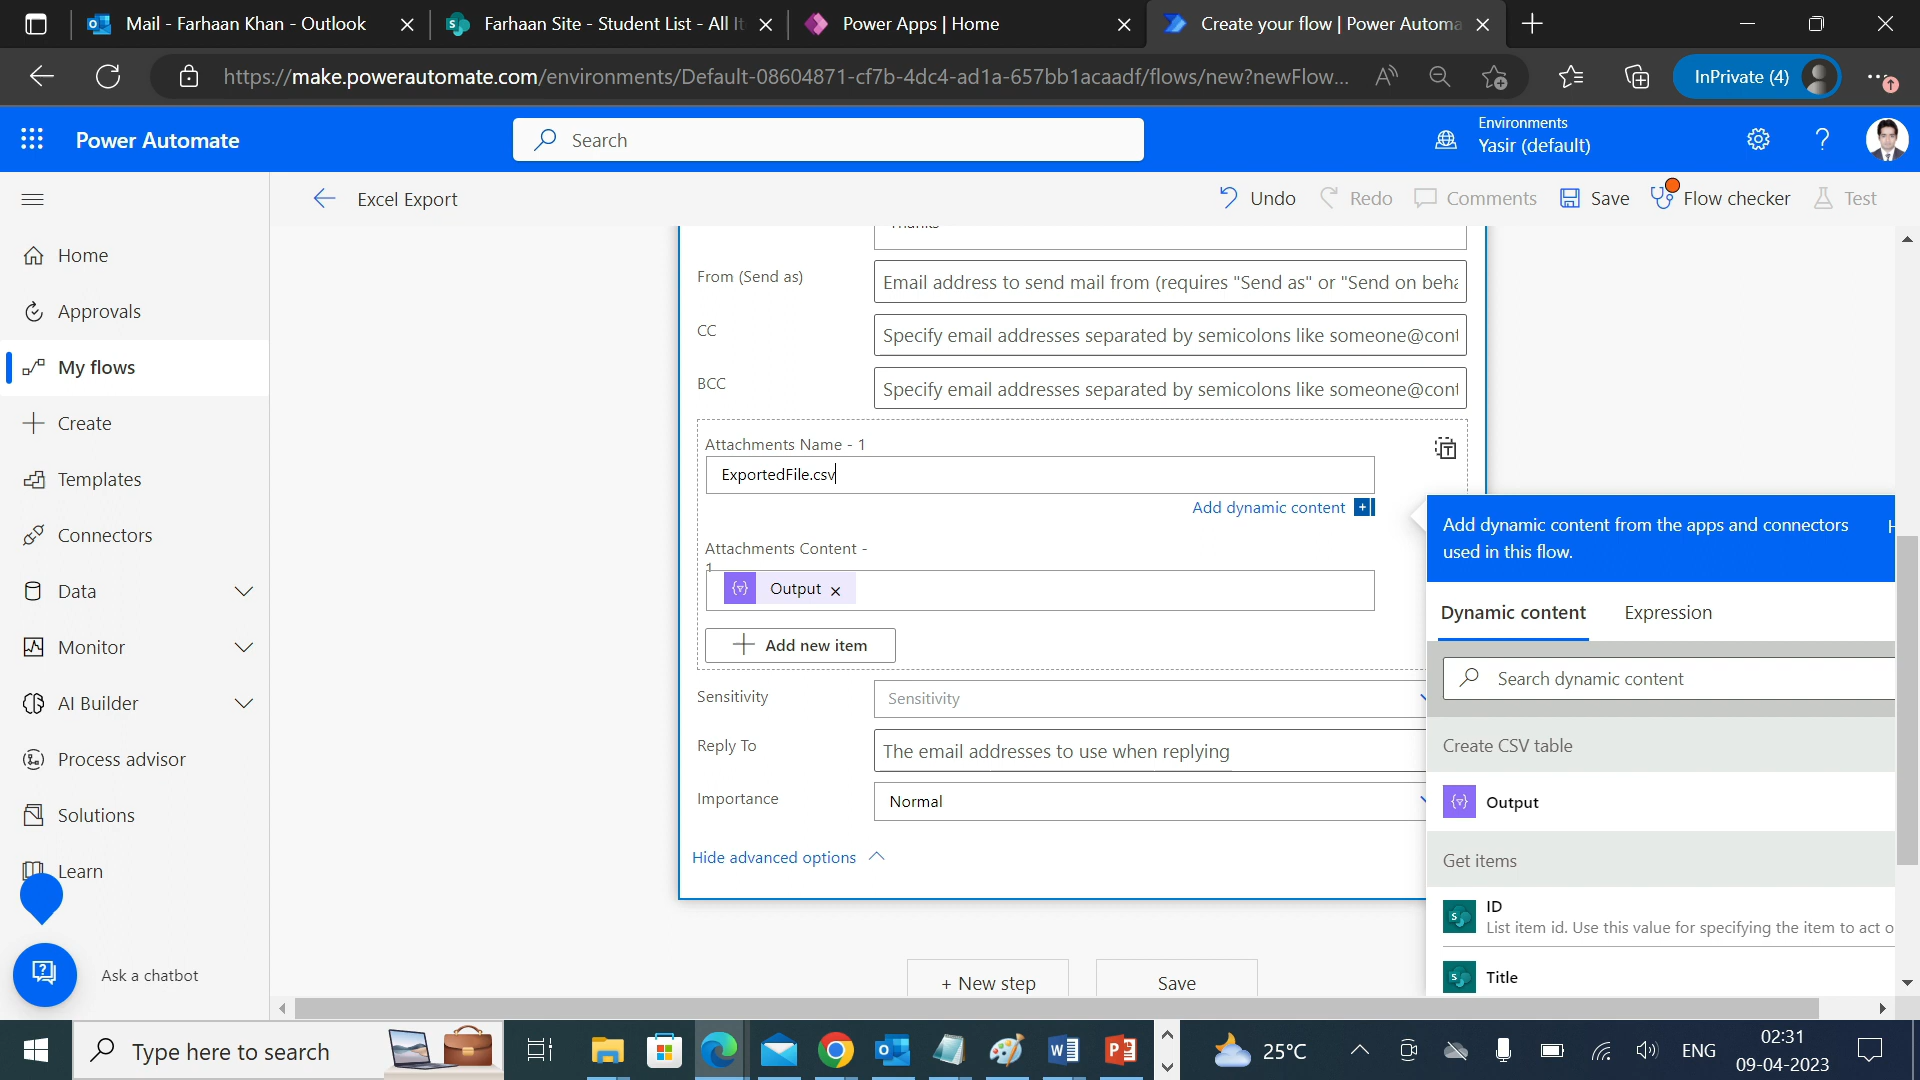 Mail - Farhaan Khan - Outlook
Farhaan Site - Student List - All It
Power Apps | Home
Create your flow | Power Automa
https://make.powerautomate.com/environments/Default-08604871-cf7b-4dc4-ad1a-657bb1acaadf/flows/new?newFlow...
InPrivate (4)
Power Automate
Search
Environments
Yasir (default)
Excel Export
Undo
Redo
Comments
Save
Flow checker
Test
Home
Approvals
My flows
Create
Templates
Connectors
Data
Monitor
AI Builder
Process advisor
Solutions
Learn
Ask a chatbot
Thanks
From (Send as)
Email address to send mail from (requires "Send as" or "Send on beha
CC
Specify email addresses separated by semicolons like someone@cont
BCC
Specify email addresses separated by semicolons like someone@cont
Attachments Name - 1
ExportedFile.csv
Add dynamic content
Attachments Content -
1
Output
Add new item
Sensitivity
Sensitivity
Reply To
The email addresses to use when replying
Importance
Normal
Hide advanced options
+ New step
Save
Add dynamic content from the apps and connectors
used in this flow.
Dynamic content
Expression
Search dynamic content
Create CSV table
Output
Get items
ID
List item id. Use this value for specifying the item to act o
Title
Type here to search
25°C
ENG
02:31
09-04-2023